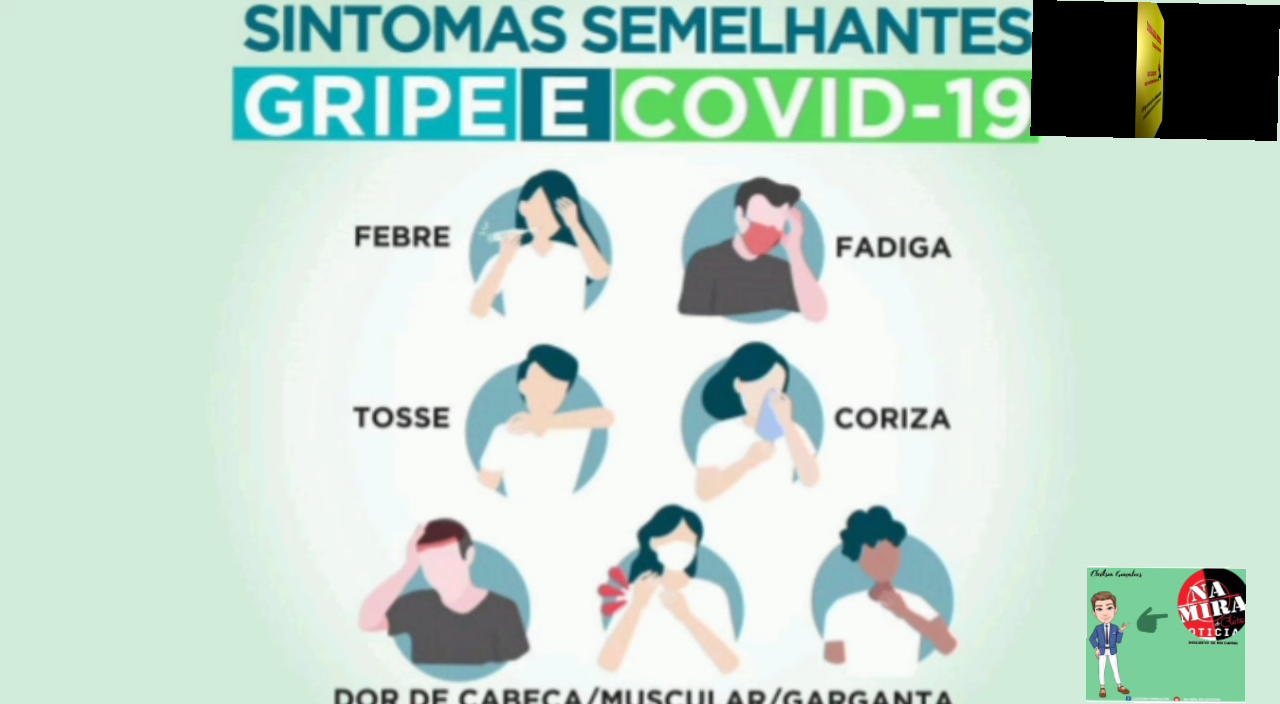 SINTOMAS SEMELHANTES
GRIPE E COVID-19
FEBRE
FADIGA
TOSSE
CORIZA
DOR DE CABEÇA/MUSCULAR/GARGANTA
NA
MIRA